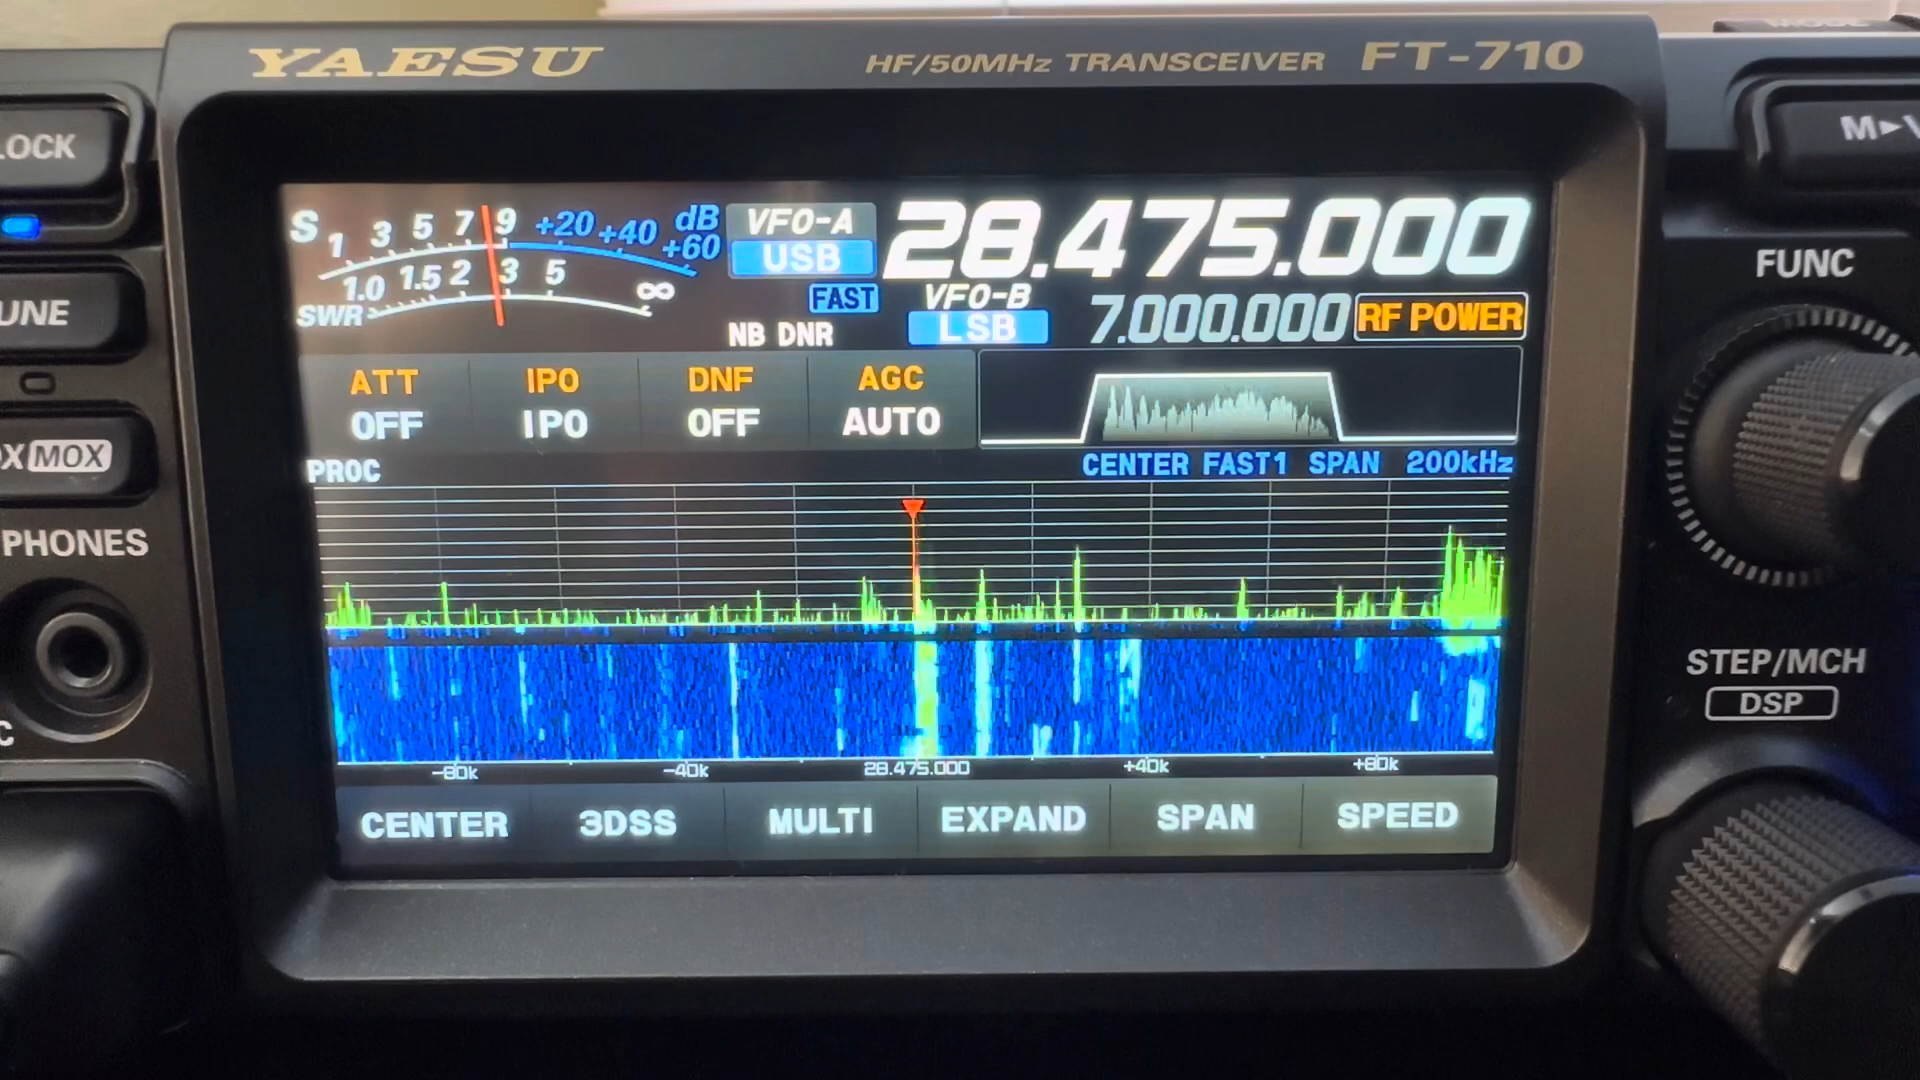 YAESU HF/50MHz TRANSCEIVER FT-710
LOCK
M►
S 1 3 5 7 9 +20 +40 +60 dB
VFO-A
USB
28.475.000
1.0 1.5 2 3 5 ∞
SWR
FAST
VFO-B
LSB
7.000.000
RF POWER
NB DNR
FUNC
ATT IPO DNF AGC
OFF IPO OFF AUTO
MOX
PROC
CENTER FAST1 SPAN 200kHz
PHONES
STEP/MCH
DSP
-80k -40k 28.475.000 +40k +80k
CENTER 3DSS MULTI EXPAND SPAN SPEED